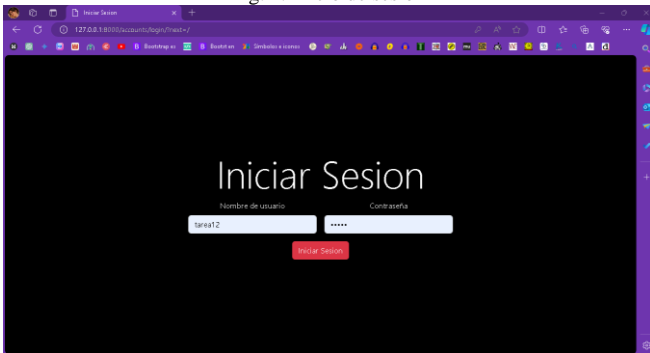 Iniciar Sesion
127.0.0.1:8000/accounts/login/?next=/
Iniciar Sesion
Nombre de usuario Contraseña
tarea12 •••••
Iniciar Sesion